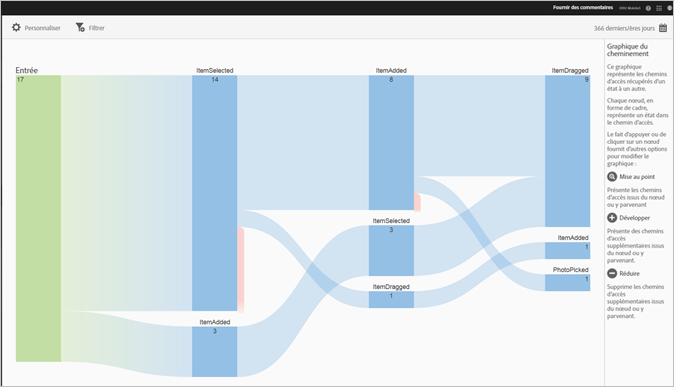 Fournir des commentaires
Personnaliser
Filtrer
366 derniers/ères jours
Entrée
17
ItemSelected
14
ItemAdded
3
ItemAdded
8
ItemSelected
3
ItemDragged
1
ItemDragged
9
ItemAdded
1
PhotoPicked
1
Graphique du
cheminement
Ce graphique
représente les chemins
d'accès récupérés d'un
état à un autre.
Chaque nœud, en
forme de cadre,
représente un état dans
le chemin d'accès.
Le fait d'appuyer ou de
cliquer sur un nœud
fournit d'autres options
pour modifier le
graphique :
Mise au point
Présente les chemins
d'accès issus du nœud
ou y parvenant
Développer
Présente des chemins
d'accès
supplémentaires issus
du nœud ou y
parvenant.
Réduire
Supprime les chemins
d'accès
supplémentaires issus
du nœud ou y
parvenant.